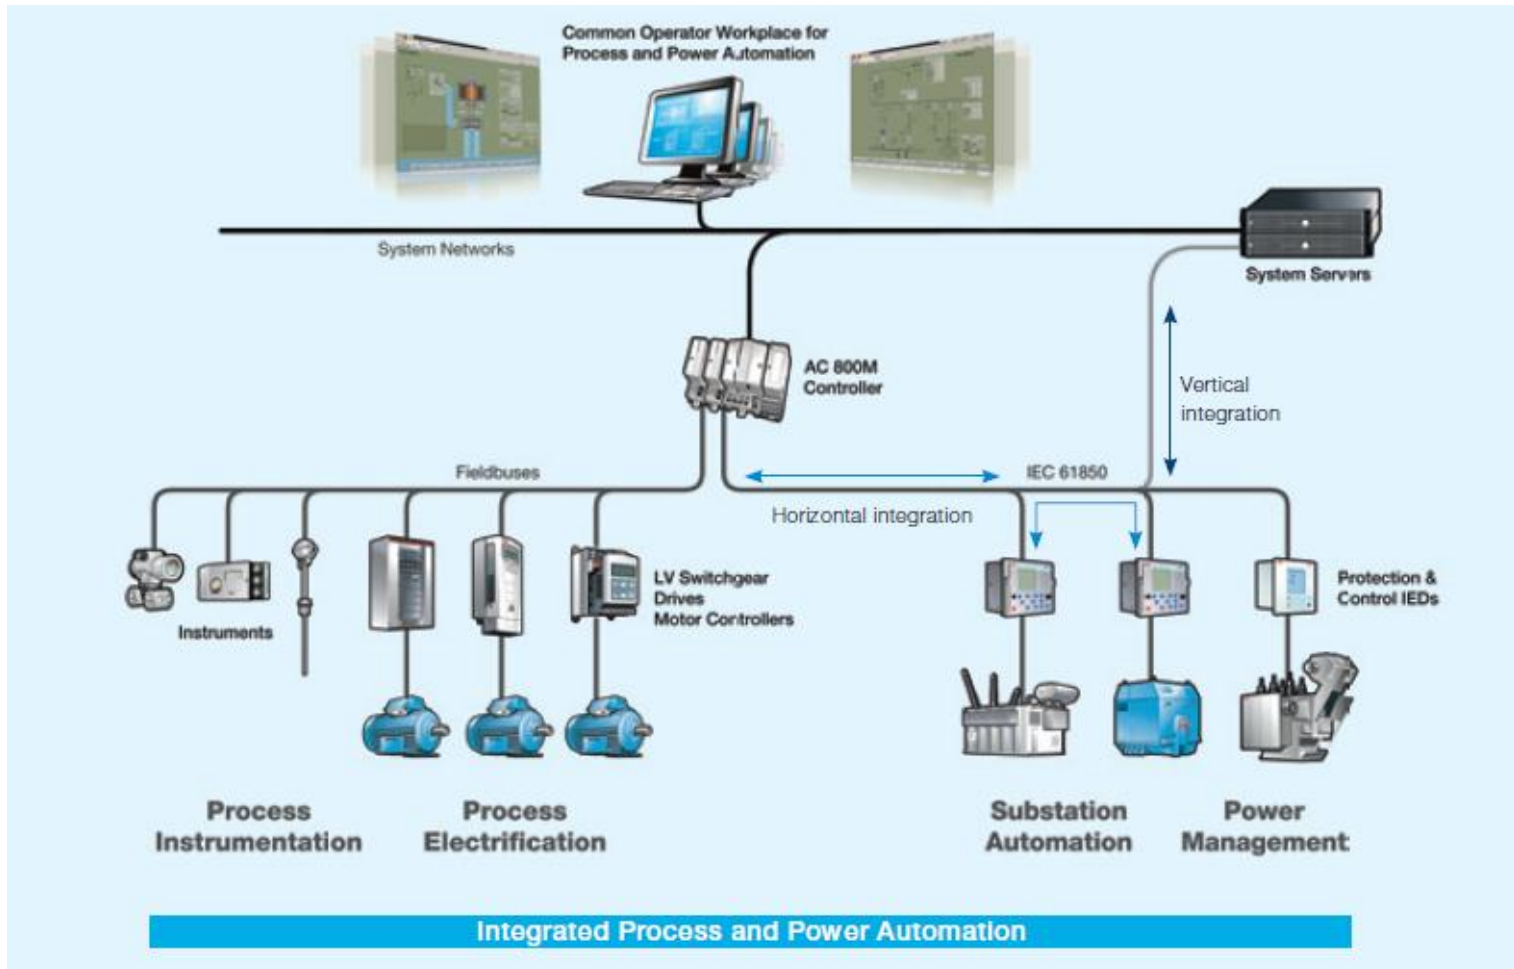 Common Operator Workplace for
Process and Power Automation
System Networks
System Servers
AC 800M
Controller
Vertical
integration
Fieldbuses
IEC 61850
Horizontal integration
Instruments
LV Switchgear
Drives
Motor Controllers
Protection &
Control IEDs
Process
Instrumentation
Process
Electrification
Substation
Automation
Power
Management
Integrated Process and Power Automation